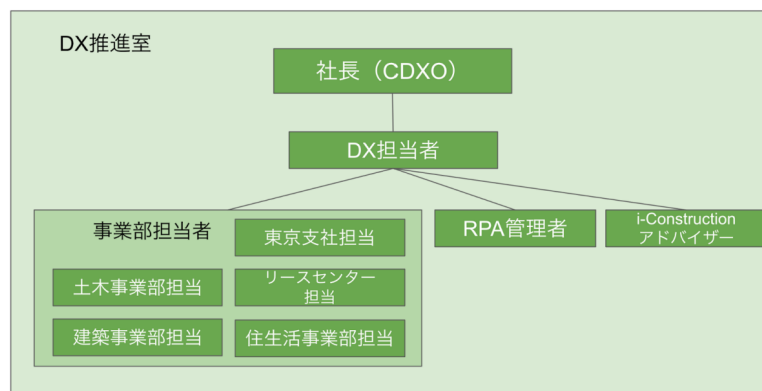 DX推進室
社長（CDXO）
DX担当者
事業部担当者
東京支社担当
土木事業部担当
リースセンター
担当
建築事業部担当
住生活事業部担当
RPA管理者
i-Construction
アドバイザー